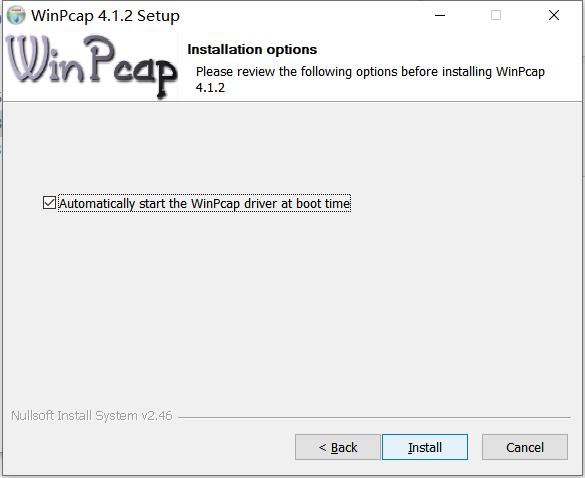 WinPcap 4.1.2 Setup
WinPcap
Installation options
Please review the following options before installing WinPcap
4.1.2
Automatically start the WinPcap driver at boot time
Nullsoft Install System v2.46
< Back
Install
Cancel